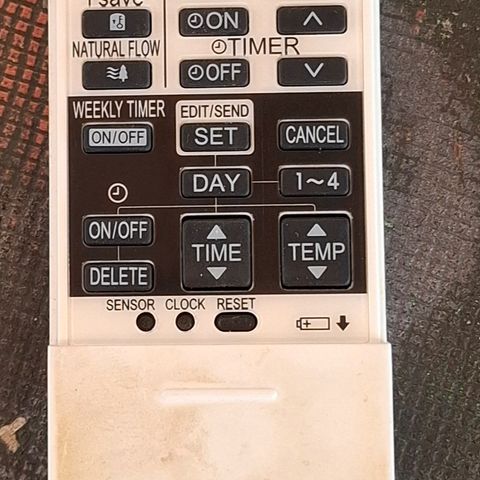 i save
ON
NATURAL FLOW
TIMER
OFF
WEEKLY TIMER
EDIT/SEND
ON/OFF
SET
CANCEL
DAY
1~4
ON/OFF
TIME
TEMP
DELETE
SENSOR CLOCK RESET